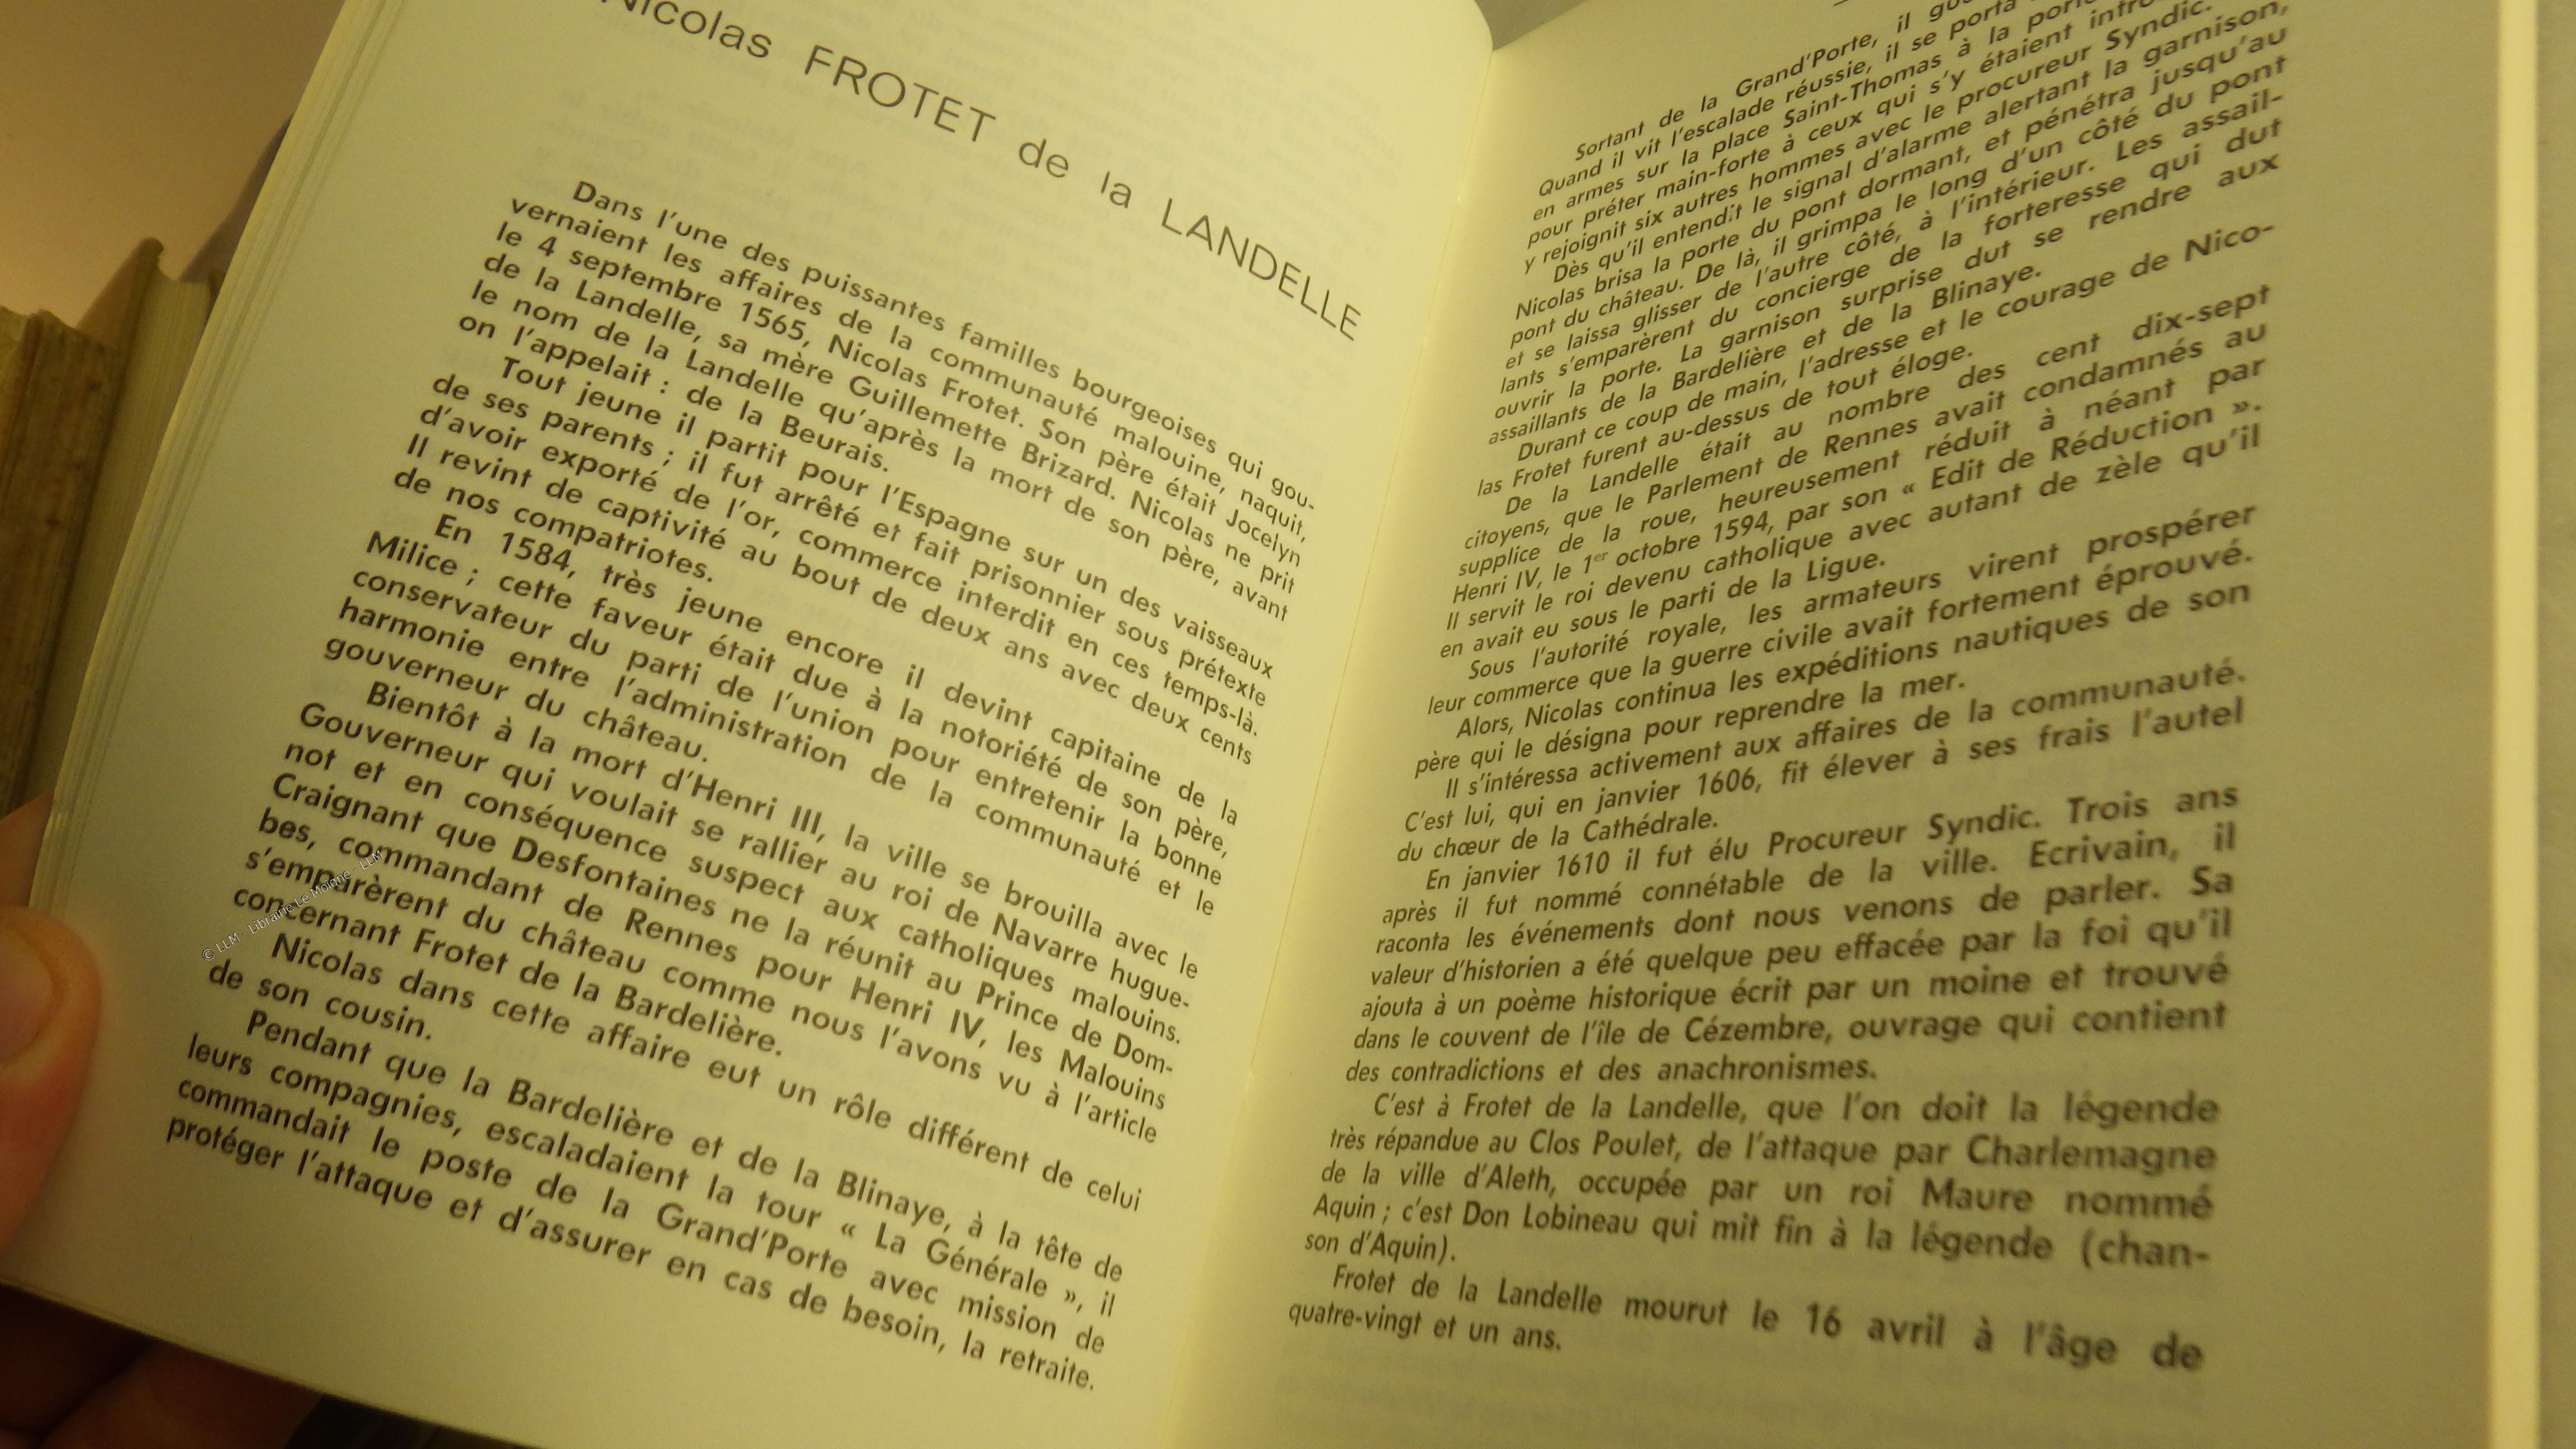 Nicolas FROTET de la LANDELLE
Dans l'une des puissantes familles bourgeoises qui gou-
vernaient les affaires de la communauté malouine, naquit,
le 4 septembre 1565, Nicolas Frotet. Son père était Jocelyn
de la Landelle, sa mère Guillemette Brizard. Nicolas ne prit
le nom de la Landelle qu'après la mort de son père, avant
on l'appelait : de la Beurais.
Tout jeune il partit pour l'Espagne sur un des vaisseaux
de ses parents ; il fut arrêté et fait prisonnier sous prétexte
d'avoir exporté de l'or, commerce interdit en ces temps-là.
Il revint de captivité au bout de deux ans avec deux cents
de nos compatriotes.
En 1584, très jeune encore il devint capitaine de la
Milice ; cette faveur était due à la notoriété de son père,
conservateur du parti de l'union pour entretenir la bonne
harmonie entre l'administration de la communauté et le
gouverneur du château.
Bientôt à la mort d'Henri III, la ville se brouilla avec le
Gouverneur qui voulait se rallier au roi de Navarre hugue-
not et en conséquence suspect aux catholiques malouins.
Craignant que Desfontaines ne la réunit au Prince de Dom-
bes, commandant de Rennes pour Henri IV, les Malouins
s'emparèrent du château comme nous l'avons vu à l'article
concernant Frotet de la Bardelière.
Nicolas dans cette affaire eut un rôle différent de celui
de son cousin.
Pendant que la Bardelière et de la Blinaye, à la tête de
leurs compagnies, escaladaient la tour « La Générale », il
commandait le poste de la Grand'Porte avec mission de
protéger l'attaque et d'assurer en cas de besoin, la retraite.
© LLM - Librairie Le Moigne - LLM
Sortant de la Grand'Porte, il
Quand il vit l'escalade réussie, il se porta
en armes sur la place Saint-Thomas à la
pour prêter main-forte à ceux qui s'y étaient
y rejoignit six autres hommes avec le procureur Syndic.
Dès qu'il entendit le signal d'alarme alertant la garnison,
Nicolas brisa la porte du pont dormant, et pénétra jusqu'au
pont du château. De là, il grimpa le long d'un côté du pont
et se laissa glisser de l'autre côté, à l'intérieur. Les assail-
lants s'emparèrent du concierge de la forteresse qui dut
ouvrir la porte. La garnison surprise dut se rendre aux
assaillants de la Bardelière et de la Blinaye.
Durant ce coup de main, l'adresse et le courage de Nico-
las Frotet furent au-dessus de tout éloge.
De la Landelle était au nombre des cent dix-sept
citoyens, que le Parlement de Rennes avait condamnés au
supplice de la roue, heureusement réduit à néant par
Henri IV, le 1er octobre 1594, par son « Edit de Réduction ».
Il servit le roi devenu catholique avec autant de zèle qu'il
en avait eu sous le parti de la Ligue.
Sous l'autorité royale, les armateurs virent prospérer
leur commerce que la guerre civile avait fortement éprouvé.
Alors, Nicolas continua les expéditions nautiques de son
père qui le désigna pour reprendre la mer.
Il s'intéressa activement aux affaires de la communauté.
C'est lui, qui en janvier 1606, fit élever à ses frais l'autel
du chœur de la Cathédrale.
En janvier 1610 il fut élu Procureur Syndic. Trois ans
après il fut nommé connétable de la ville. Ecrivain, il
raconta les événements dont nous venons de parler. Sa
valeur d'historien a été quelque peu effacée par la foi qu'il
ajouta à un poème historique écrit par un moine et trouvé
dans le couvent de l'île de Cézembre, ouvrage qui contient
des contradictions et des anachronismes.
C'est à Frotet de la Landelle, que l'on doit la légende
très répandue au Clos Poulet, de l'attaque par Charlemagne
de la ville d'Aleth, occupée par un roi Maure nommé
Aquin ; c'est Don Lobineau qui mit fin à la légende (chan-
son d'Aquin).
Frotet de la Landelle mourut le 16 avril à l'âge de
quatre-vingt et un ans.